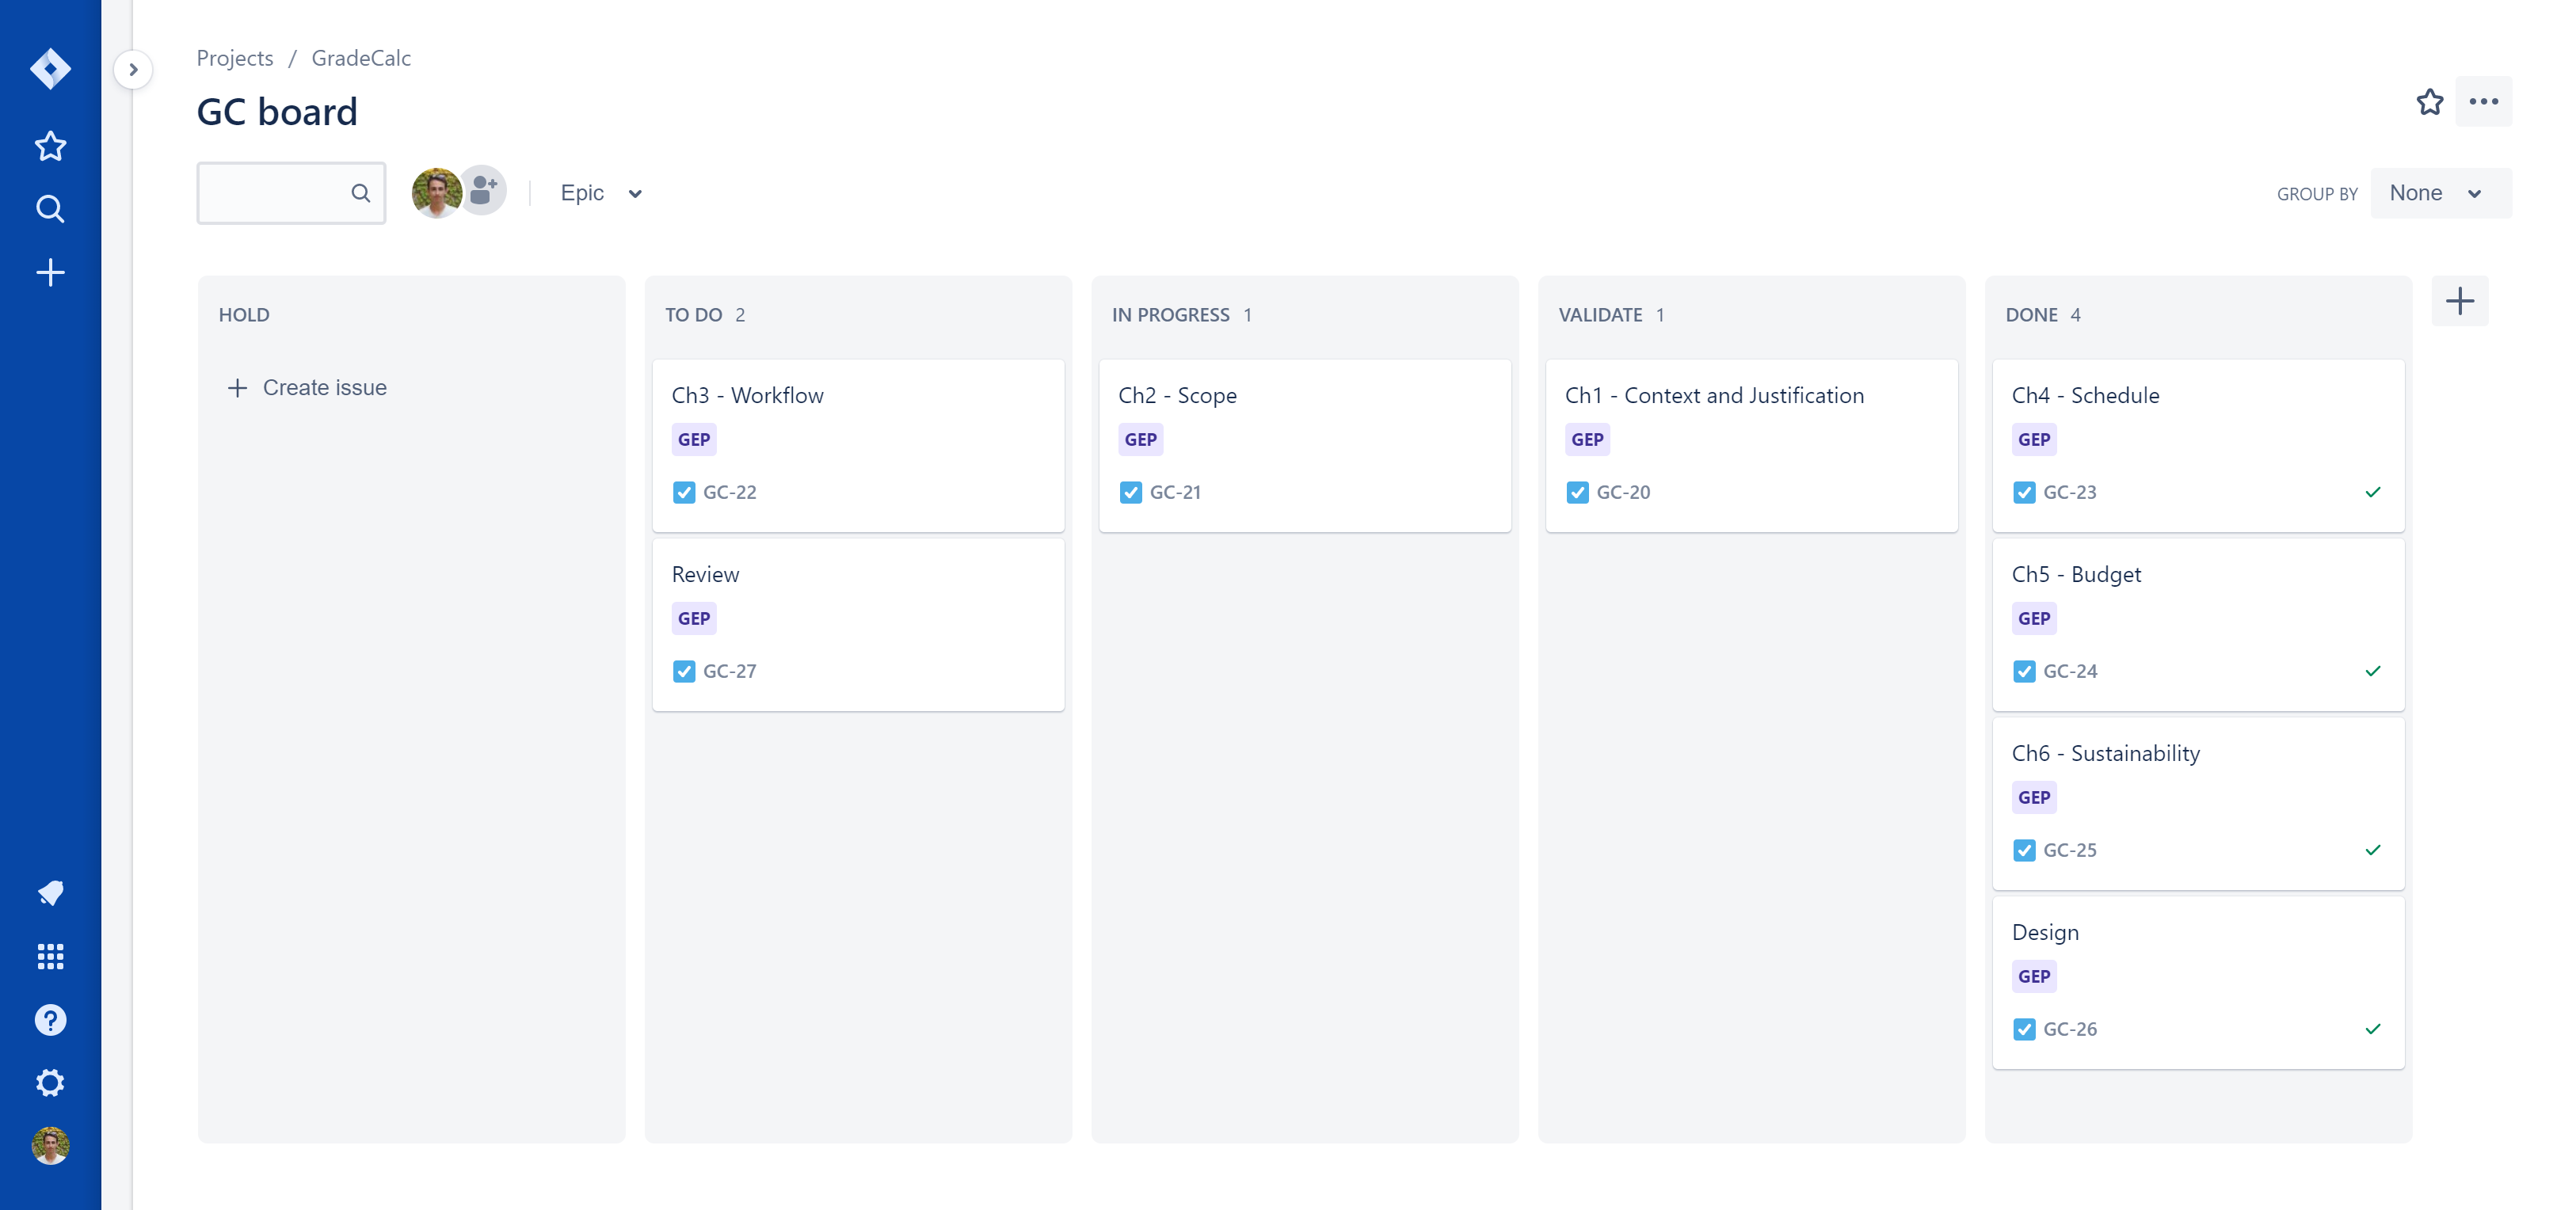 Projects / GradeCalc
GC board
Epic
GROUP BY None
HOLD
Create issue
TO DO 2
Ch3 - Workflow
GEP
GC-22
Review
GEP
GC-27
IN PROGRESS 1
Ch2 - Scope
GEP
GC-21
VALIDATE 1
Ch1 - Context and Justification
GEP
GC-20
DONE 4
Ch4 - Schedule
GEP
GC-23
Ch5 - Budget
GEP
GC-24
Ch6 - Sustainability
GEP
GC-25
Design
GEP
GC-26